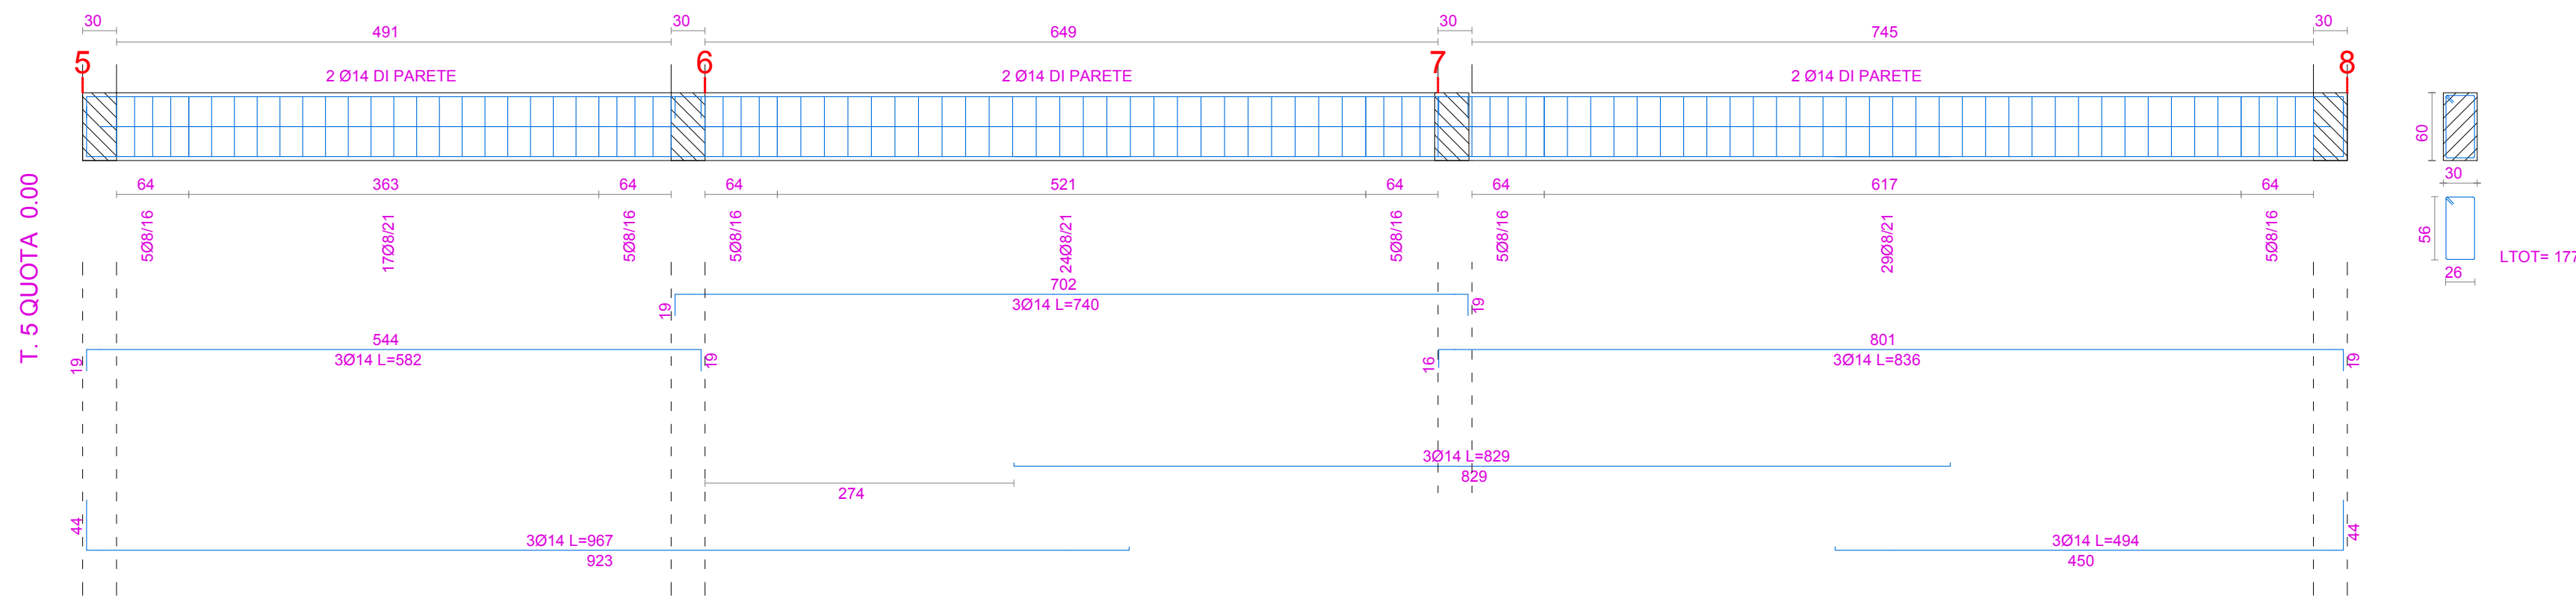 30
30
30
30
491
649
745
5
6
7
8
2 Ø14 DI PARETE
2 Ø14 DI PARETE
2 Ø14 DI PARETE
60
30
T. 5 QUOTA 0.00
64
363
64
64
521
64
64
617
64
5Ø8/16
17Ø8/21
5Ø8/16
5Ø8/16
24Ø8/21
5Ø8/16
5Ø8/16
29Ø8/21
5Ø8/16
56
26
LTOT= 177
702
19
3Ø14 L=740
19
544
19
3Ø14 L=582
19
801
16
3Ø14 L=836
19
3Ø14 L=829
829
274
44
3Ø14 L=967
923
3Ø14 L=494
450
44